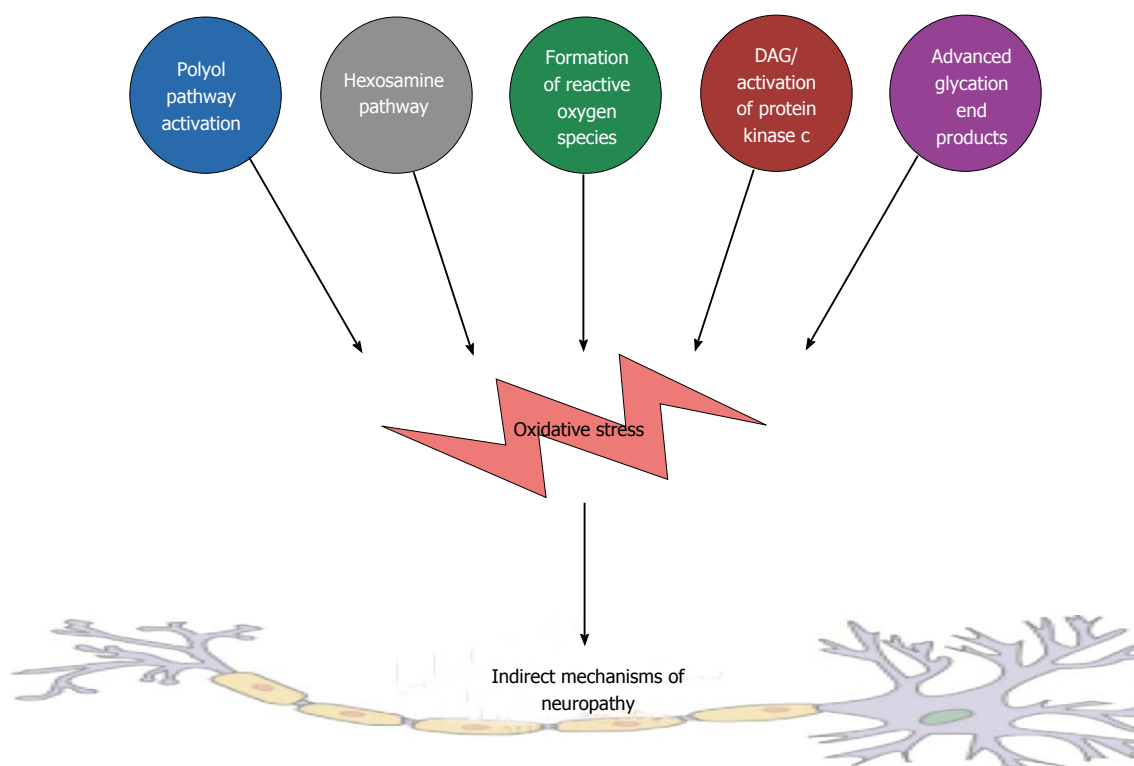 Polyol
pathway
activation
Hexosamine
pathway
Formation
of reactive
oxygen
species
DAG/
activation
of protein
kinase c
Advanced
glycation
end
products
Oxidative stress
Indirect mechanisms of
neuropathy